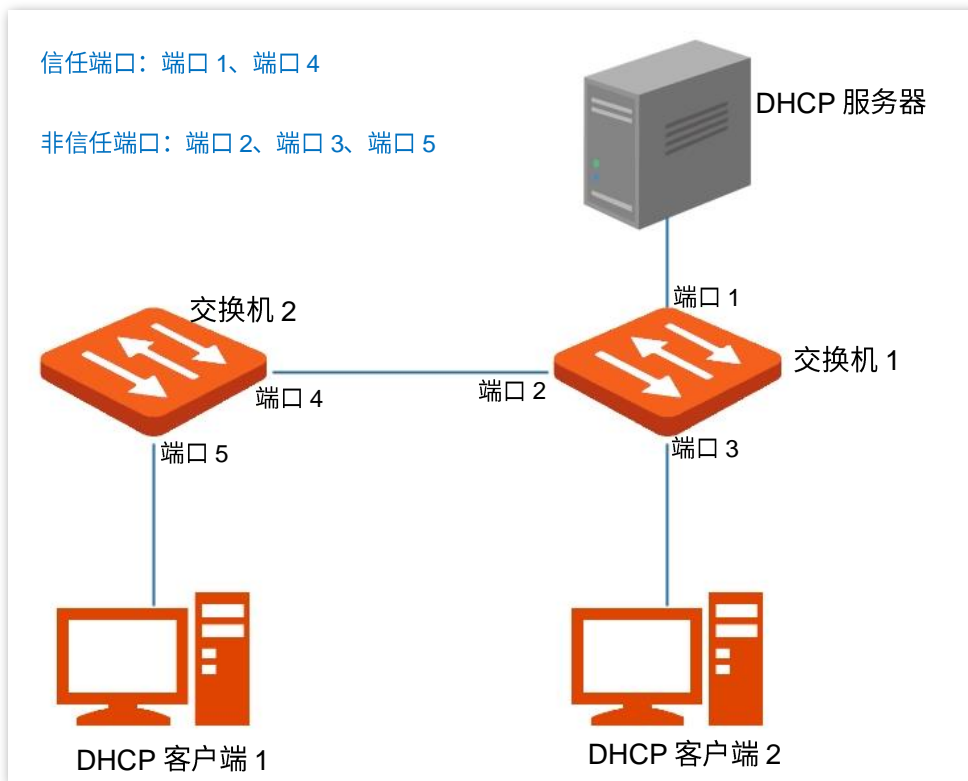 信任端口：端口 1、端口 4
DHCP 服务器
非信任端口：端口 2、端口 3、端口 5
端口 1
交换机 2
交换机 1
端口 4
端口 2
端口 5
端口 3
DHCP 客户端 1
DHCP 客户端 2